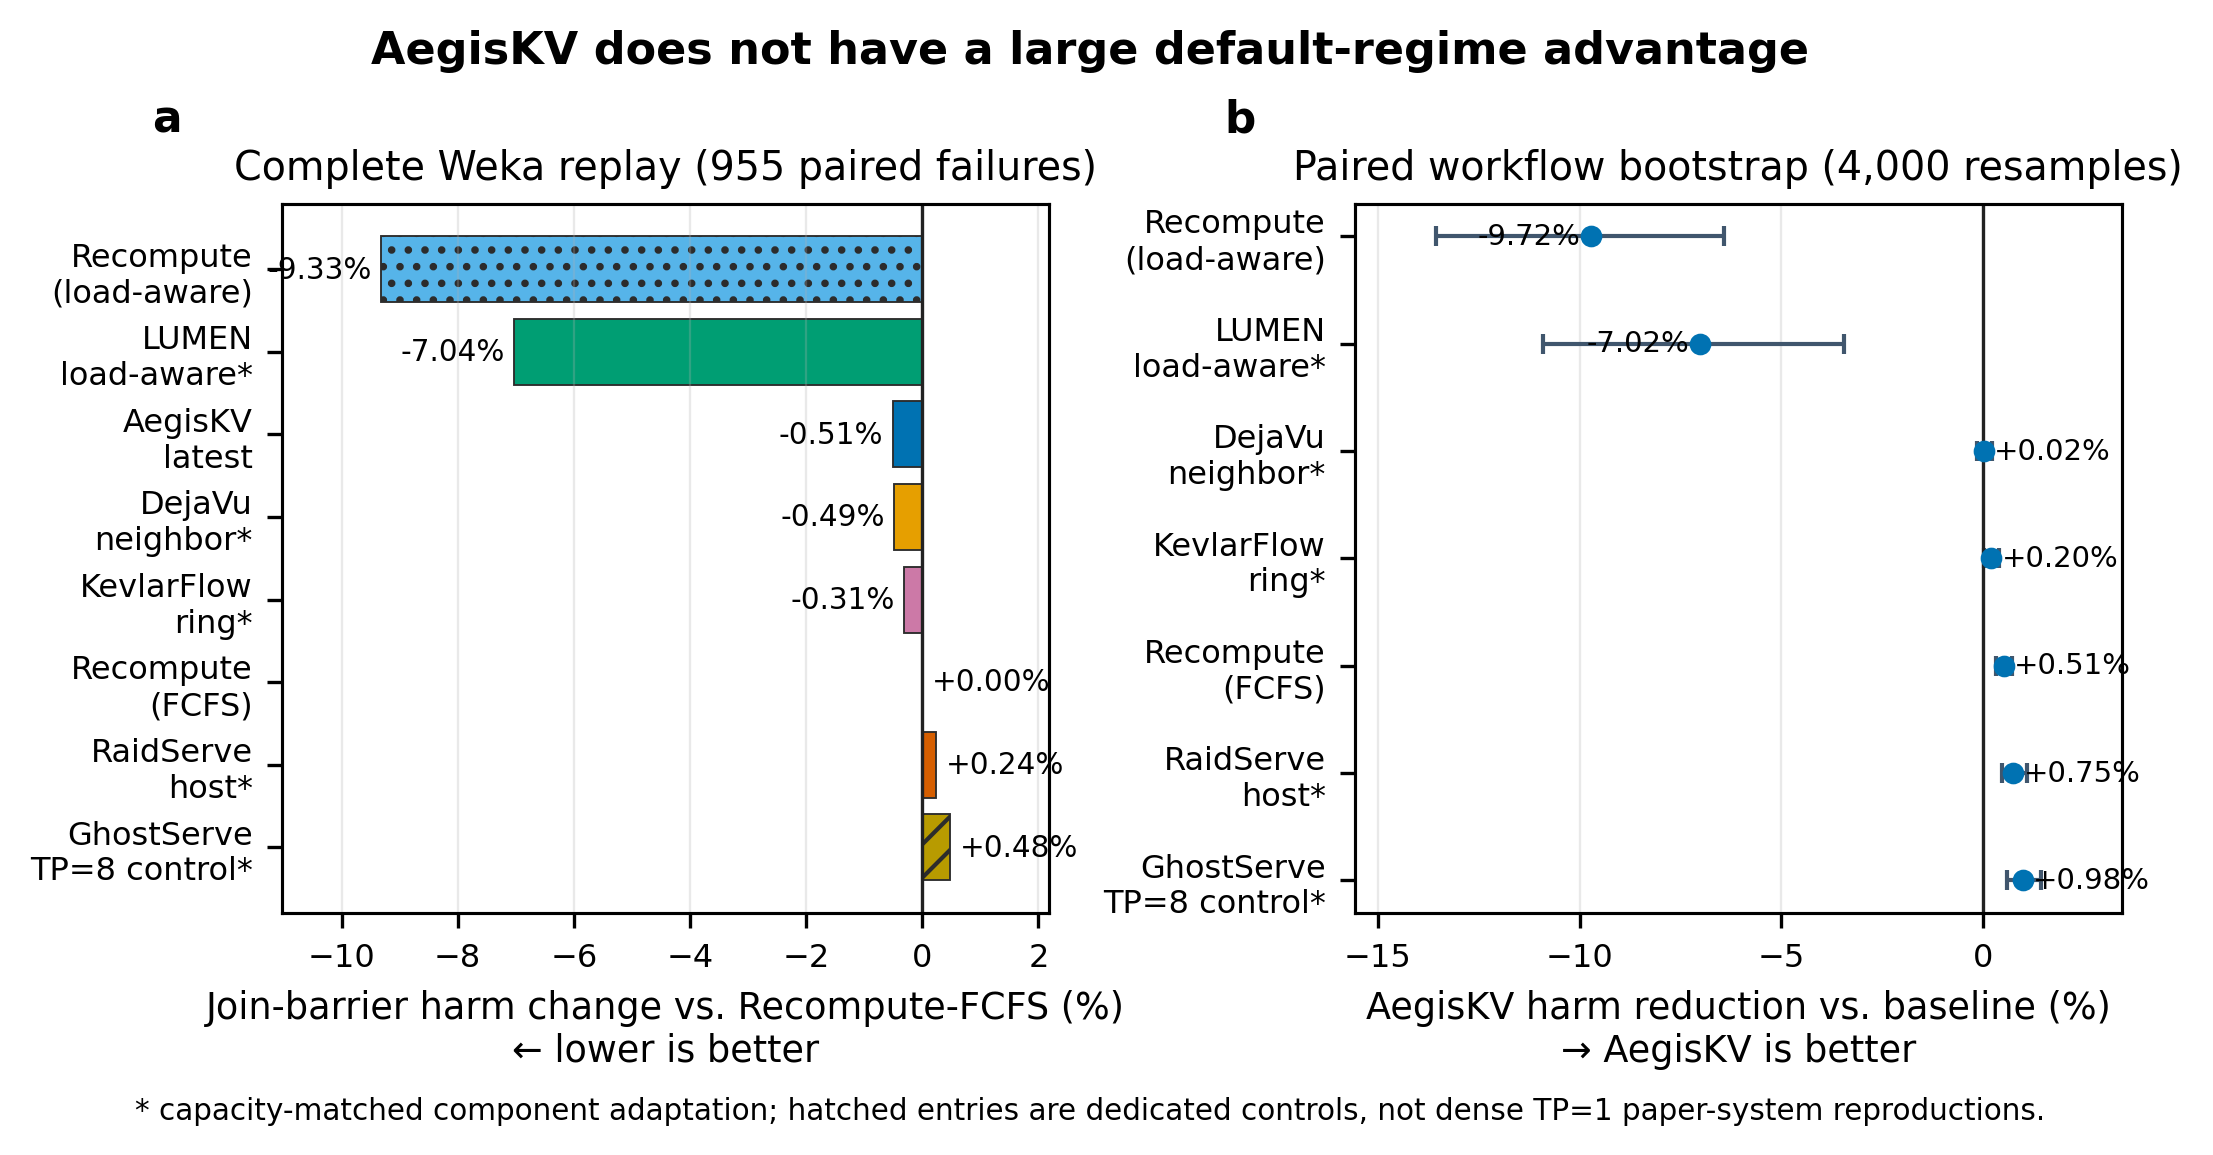 AegisKV does not have a large default-regime advantage
a
Complete Weka replay (955 paired failures)
Recompute
(load-aware)
-9.33%
LUMEN
load-aware*
-7.04%
AegisKV
latest
-0.51%
DejaVu
neighbor*
-0.49%
KevlarFlow
ring*
-0.31%
Recompute
(FCFS)
+0.00%
RaidServe
host*
+0.24%
GhostServe
TP=8 control*
+0.48%
−10 −8 −6 −4 −2 0 2
Join-barrier harm change vs. Recompute-FCFS (%)
← lower is better
b
Paired workflow bootstrap (4,000 resamples)
Recompute
(load-aware)
-9.72%
LUMEN
load-aware*
-7.02%
DejaVu
neighbor*
+0.02%
KevlarFlow
ring*
+0.20%
Recompute
(FCFS)
+0.51%
RaidServe
host*
+0.75%
GhostServe
TP=8 control*
+0.98%
−15 −10 −5 0
AegisKV harm reduction vs. baseline (%)
→ AegisKV is better
* capacity-matched component adaptation; hatched entries are dedicated controls, not dense TP=1 paper-system reproductions.